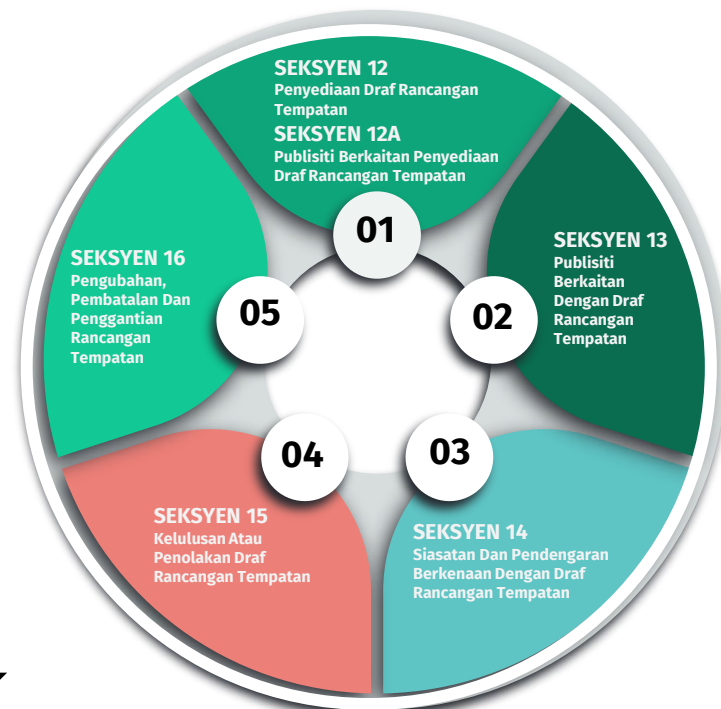 SEKSYEN 12
Penyediaan Draf Rancangan
Tempatan
SEKSYEN 12A
Publisiti Berkaitan Penyediaan
Draf Rancangan Tempatan
01
SEKSYEN 13
Publisiti
Berkaitan
Dengan Draf
Rancangan
Tempatan
02
SEKSYEN 14
Siasatan Dan Pendengaran
Berkenaan Dengan Draf
Rancangan Tempatan
03
SEKSYEN 15
Kelulusan Atau
Penolakan Draf
Rancangan Tempatan
04
SEKSYEN 16
Pengubahan,
Pembatalan Dan
Penggantian
Rancangan
Tempatan
05